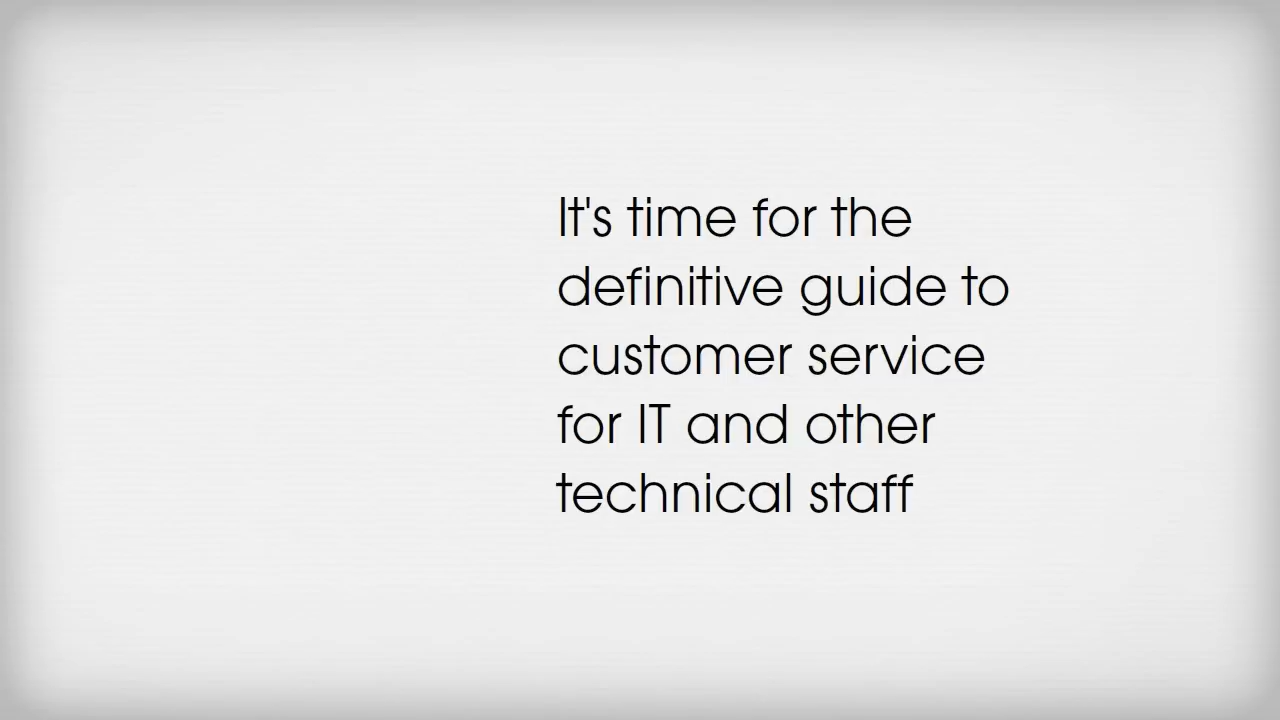 It's time for the
definitive guide to
customer service
for IT and other
technical staff